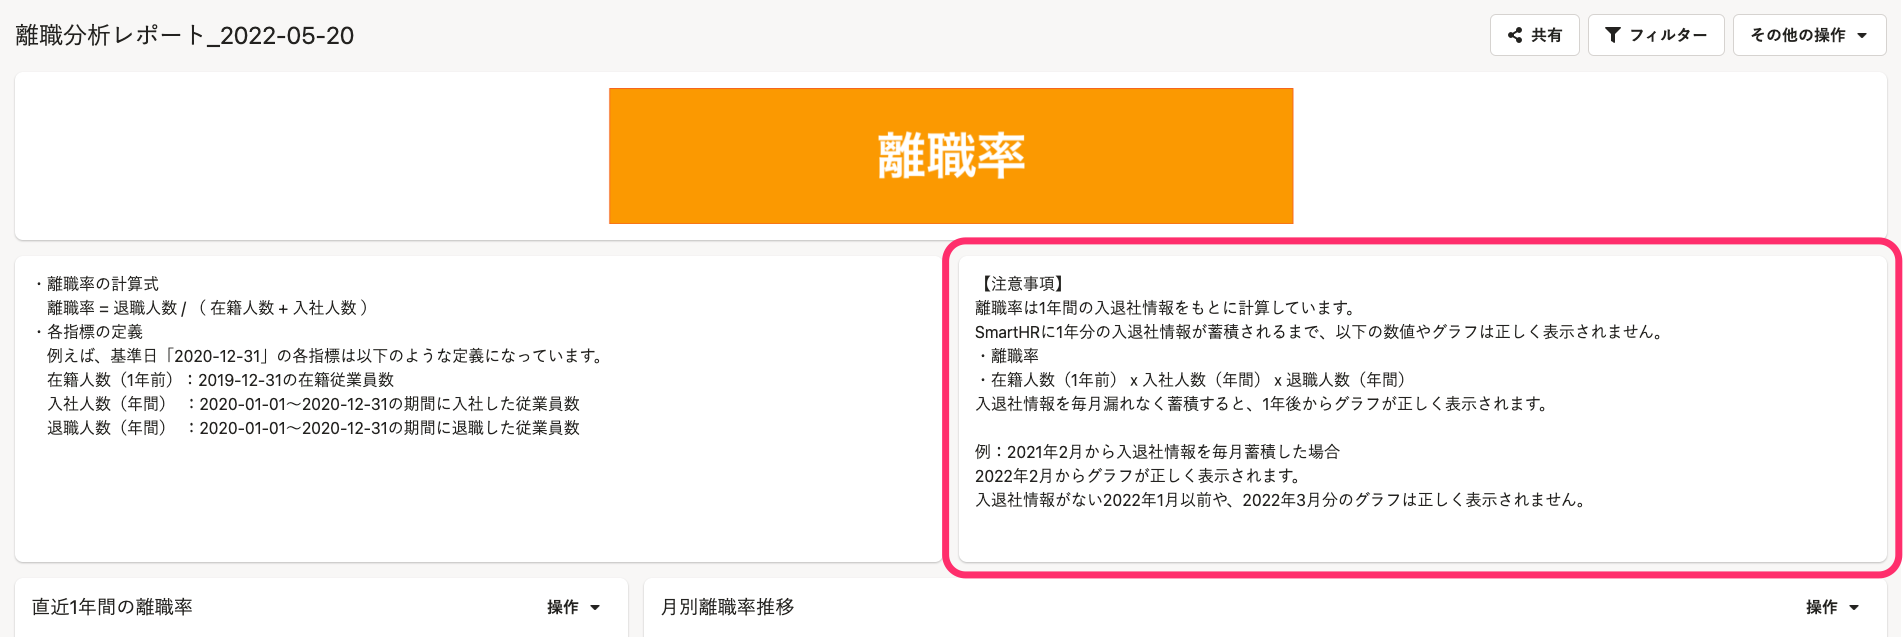 離職分析レポート_2022-05-20
共有
フィルター
その他の操作
離職率
・離職率の計算式
離職率 = 退職人数 / （ 在籍人数 + 入社人数 ）
・各指標の定義
例えば、基準日「2020-12-31」の各指標は以下のような定義になっています。
在籍人数（1年前）：2019-12-31の在籍従業員数
入社人数（年間）　：2020-01-01〜2020-12-31の期間に入社した従業員数
退職人数（年間）　：2020-01-01〜2020-12-31の期間に退職した従業員数
【注意事項】
離職率は1年間の入退社情報をもとに計算しています。
SmartHRに1年分の入退社情報が蓄積されるまで、以下の数値やグラフは正しく表示されません。
・離職率
・在籍人数（1年前） x 入社人数（年間） x 退職人数（年間）
入退社情報を毎月漏れなく蓄積すると、1年後からグラフが正しく表示されます。
例：2021年2月から入退社情報を毎月蓄積した場合
2022年2月からグラフが正しく表示されます。
入退社情報がない2022年1月以前や、2022年3月分のグラフは正しく表示されません。
直近1年間の離職率
操作
月別離職率推移
操作